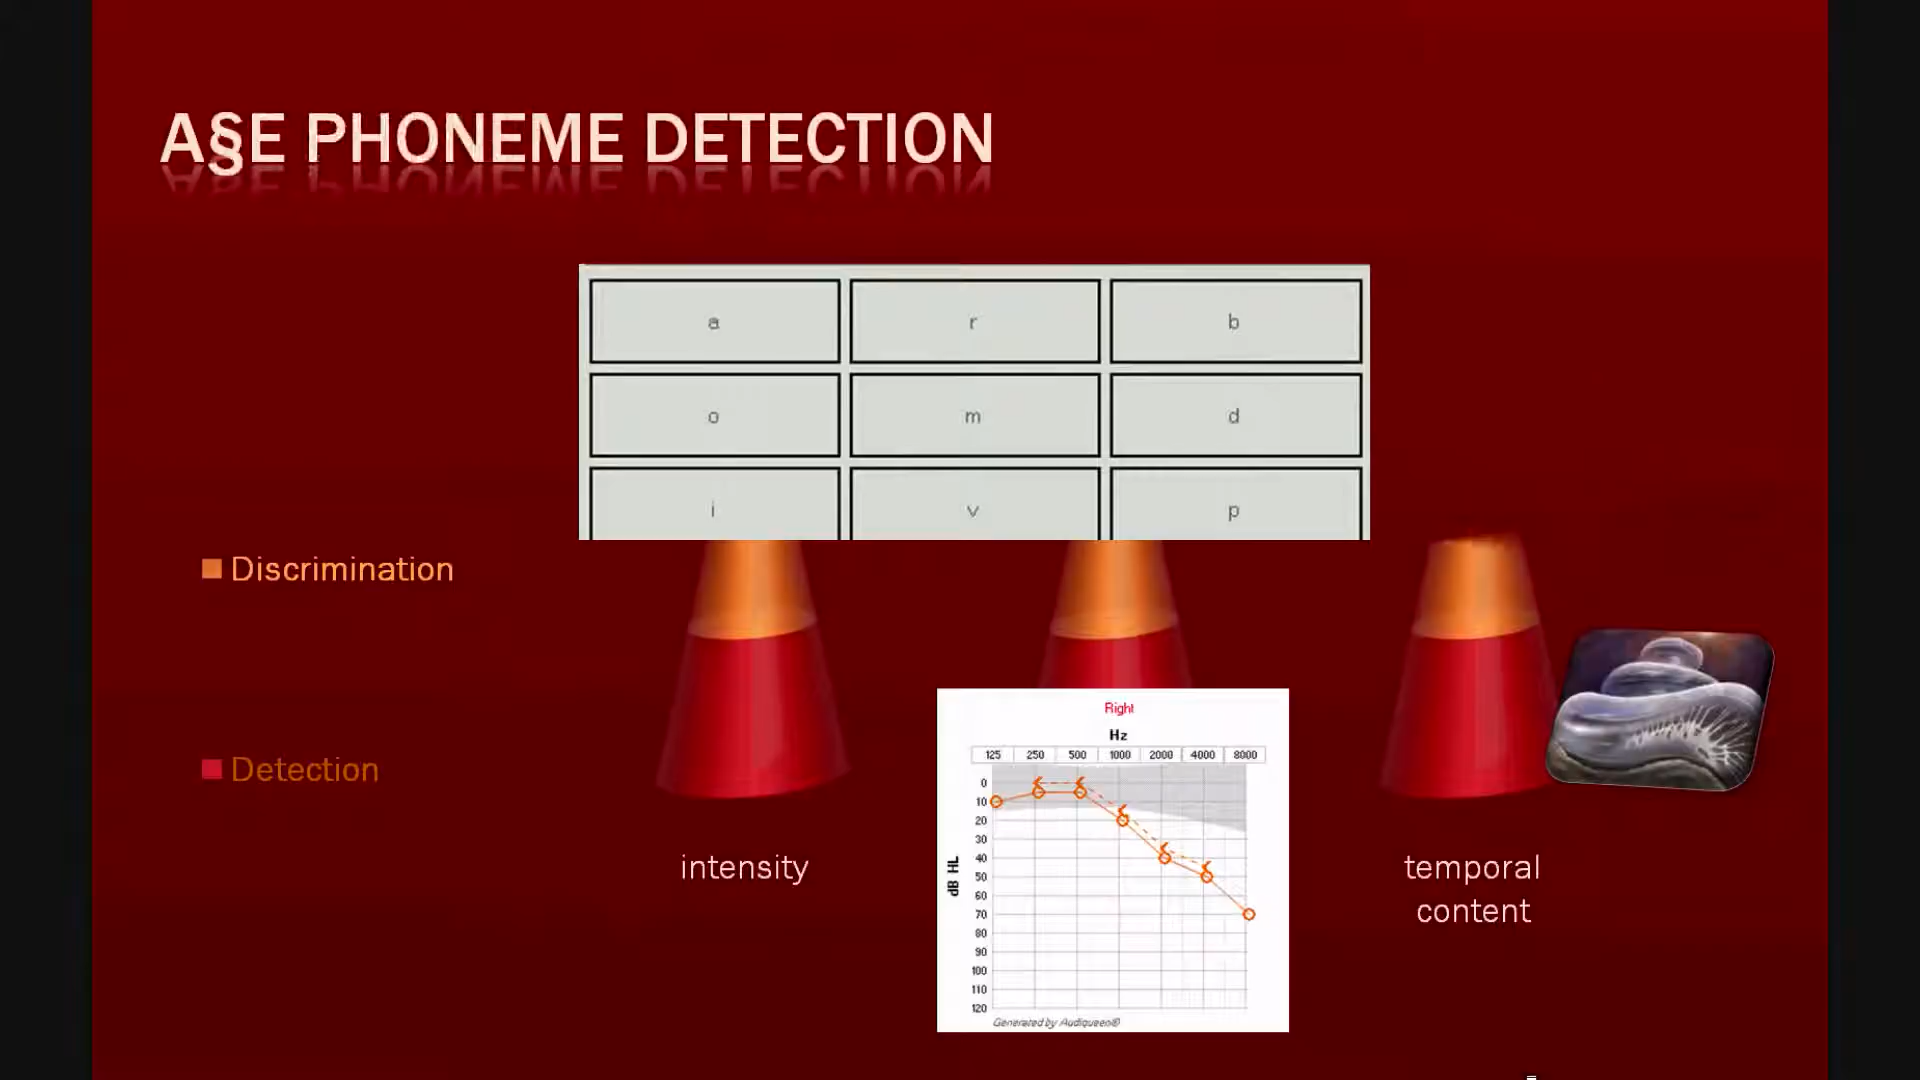 A§E PHONEME DETECTION
a r b
o m d
i v p
Discrimination
Detection
intensity
temporal
content
Right
Hz
125 250 500 1000 2000 4000 8000
dB HL
0
10
20
30
40
50
60
70
80
90
100
110
120
Generated by Audiqueen®